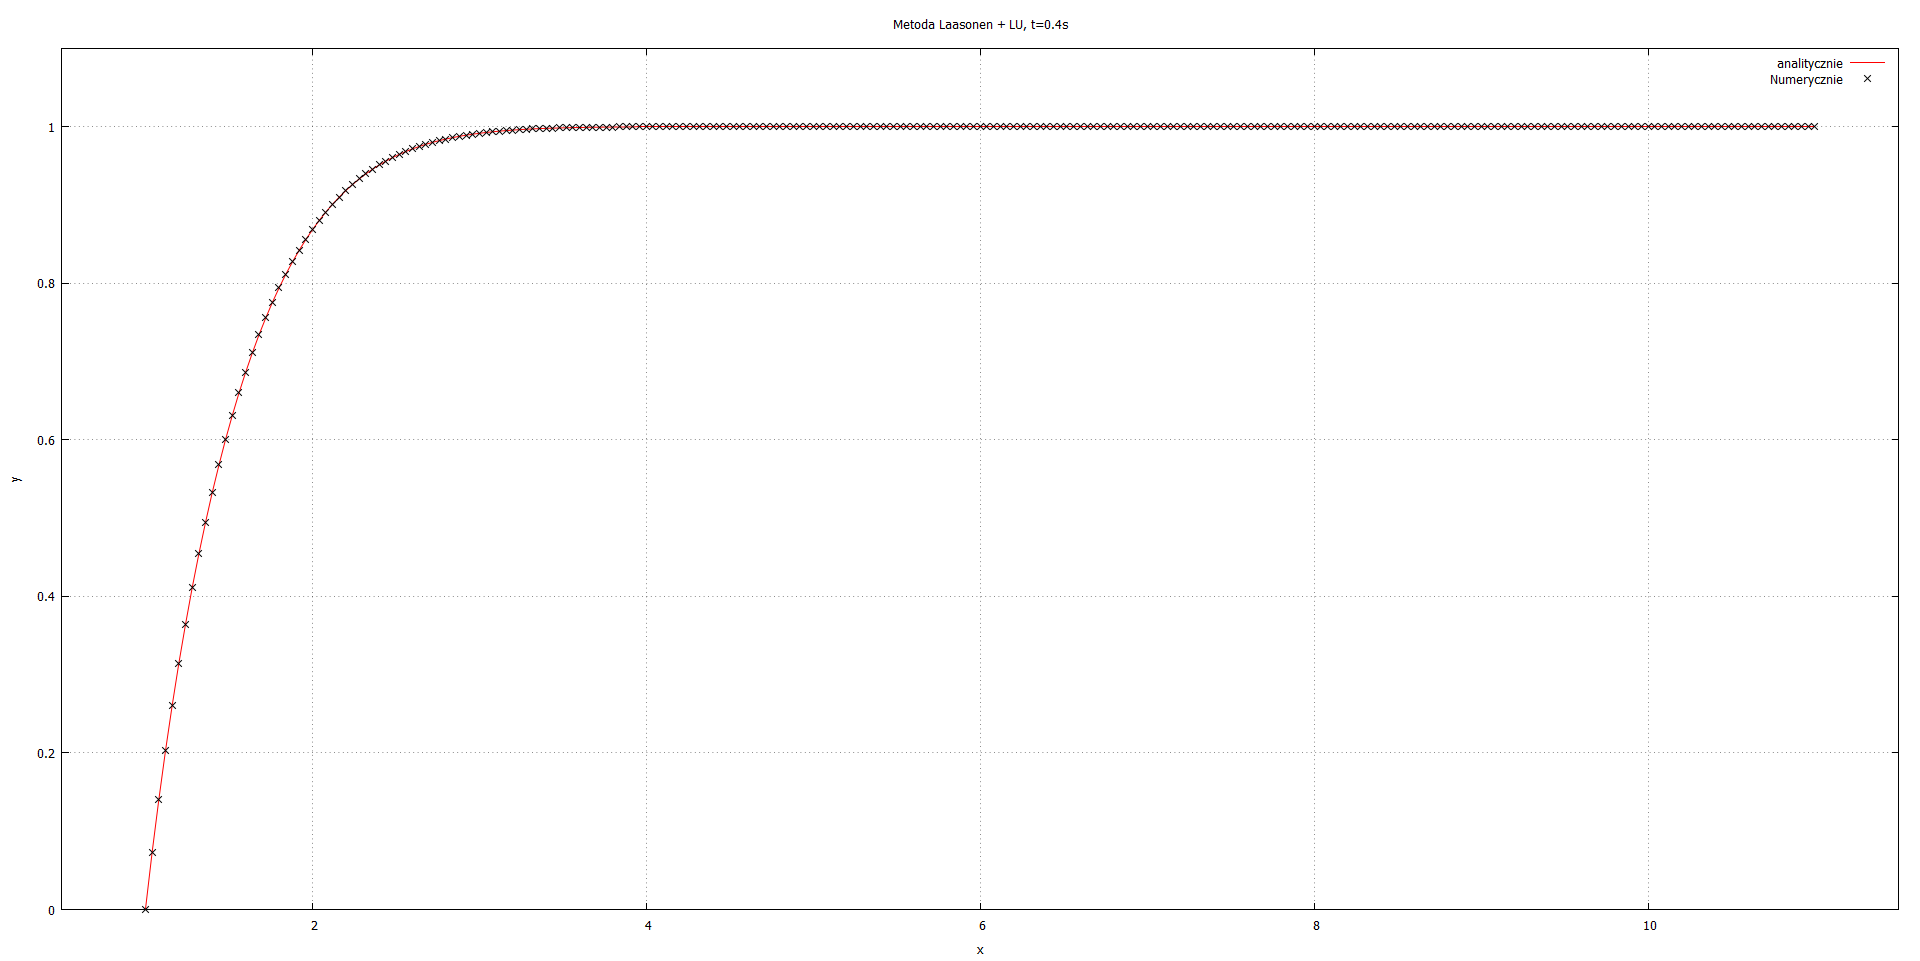 Metoda Laasonen + LU, t=0.4s
analitycznie
Numerycznie
1
0.8
0.6
0.4
0.2
0
y
2
4
6
8
10
x